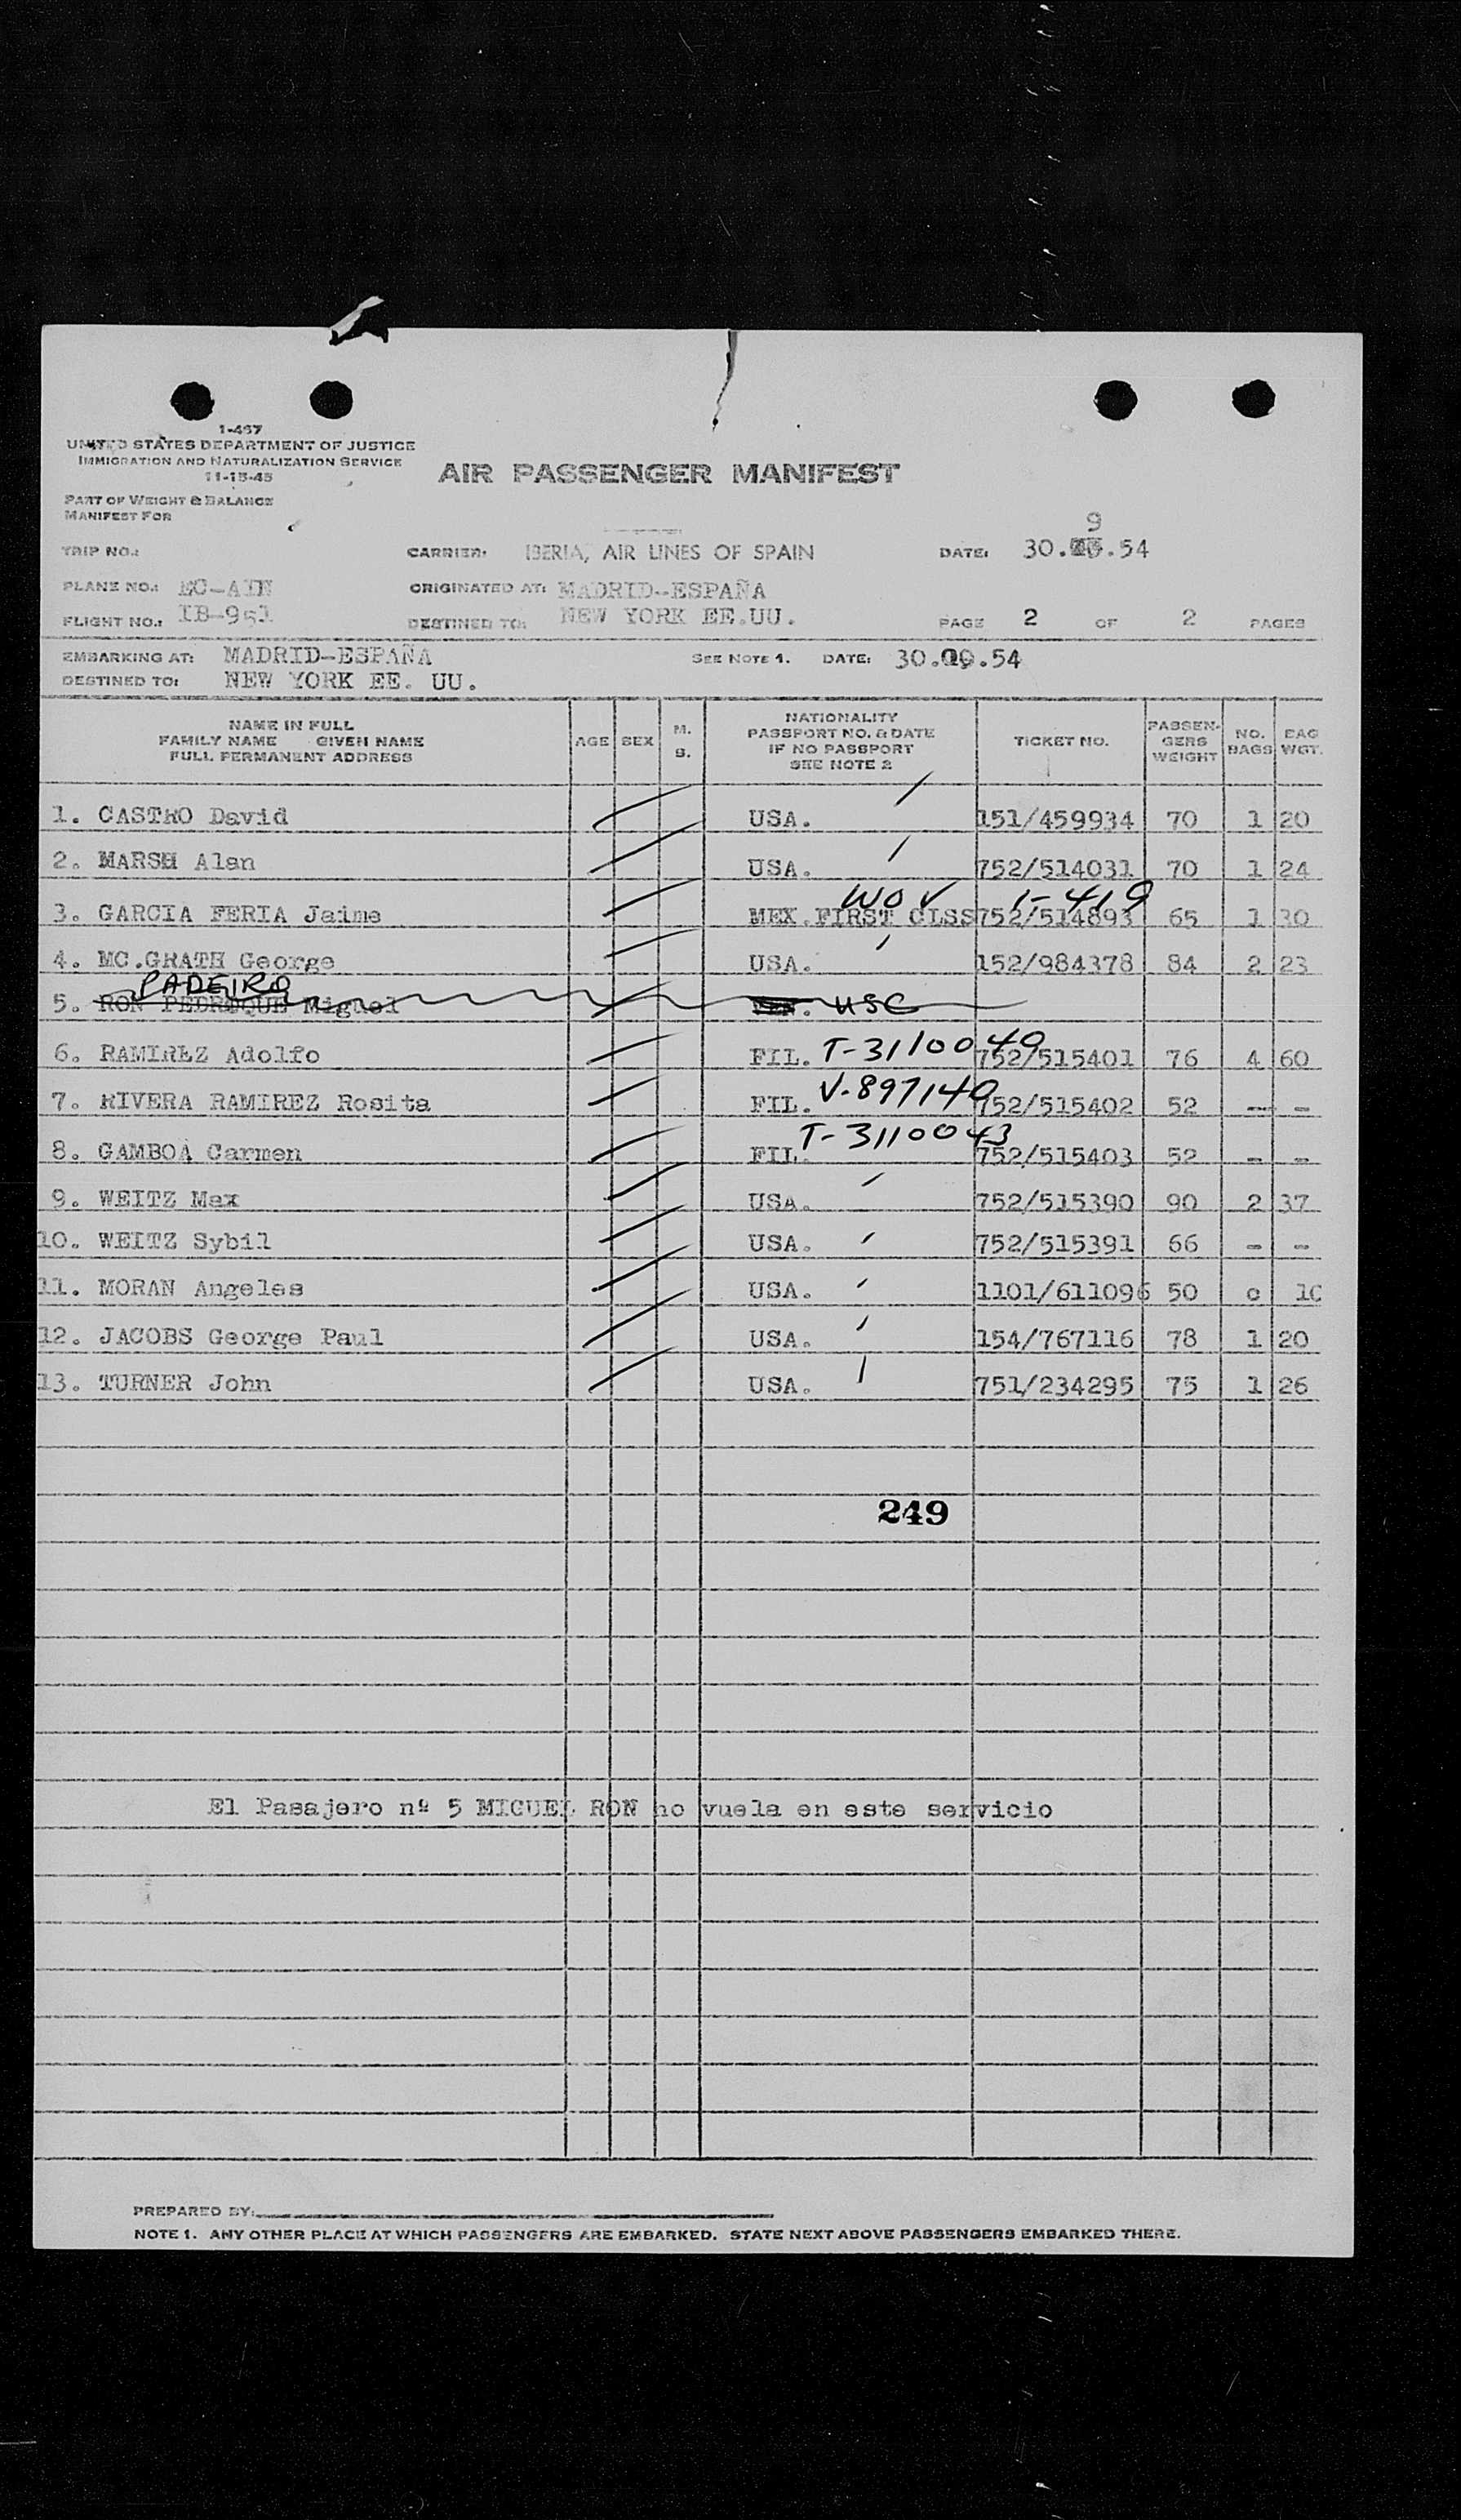 1-467
UNITED STATES DEPARTMENT OF JUSTICE
IMMIGRATION AND NATURALIZATION SERVICE
11-15-45
AIR PASSENGER MANIFEST
PART OF WEIGHT & BALANCE
MANIFEST FOR
9
TRIP NO.: CARRIER: IBERIA, AIR LINES OF SPAIN DATE: 30. .54
PLANE NO.: EC-AIN ORIGINATED AT: MADRID--ESPAÑA
FLIGHT NO.: IB-951 DESTINED TO: NEW YORK EE.UU. PAGE 2 OF 2 PAGES
EMBARKING AT: MADRID-ESPAÑA SEE NOTE 1. DATE: 30.09.54
DESTINED TO: NEW YORK EE. UU.
NAME IN FULL
FAMILY NAME GIVEN NAME
FULL PERMANENT ADDRESS
AGE SEX M. S.
NATIONALITY
PASSPORT NO. & DATE
IF NO PASSPORT
SEE NOTE 2
TICKET NO.
PASSEN-
GERS
WEIGHT
NO.
BAGS
BAG
WGT.
1. CASTRO David USA. 151/459934 70 1 20
2. MARSH Alan USA. 752/514031 70 1 24
WOV I-419
3. GARCIA FERIA Jaime MEX.FIRST CLSS 752/514893 65 1 30
4. MC.GRATH George USA. 152/984378 84 2 23
PADEIRO
5. RON PEDROQUE Miguel USC
6. RAMIREZ Adolfo FIL. T-3110040 752/515401 76 4 60
7. RIVERA RAMIREZ Rosita FIL. V-897140 752/515402 52 -- -
8. GAMBOA Carmen FIL. T-3110043 752/515403 52 - -
9. WEITZ Max USA. 752/515390 90 2 37
10. WEITZ Sybil USA. 752/515391 66 - -
11. MORAN Angeles USA. 1101/611096 50 c 10
12. JACOBS George Paul USA. 154/767116 78 1 20
13. TURNER John USA. 751/234295 75 1 26
249
El Pasajero nº 5 MIGUEL RON no vuela en este servicio
PREPARED BY:
NOTE 1. ANY OTHER PLACE AT WHICH PASSENGERS ARE EMBARKED. STATE NEXT ABOVE PASSENGERS EMBARKED THERE.